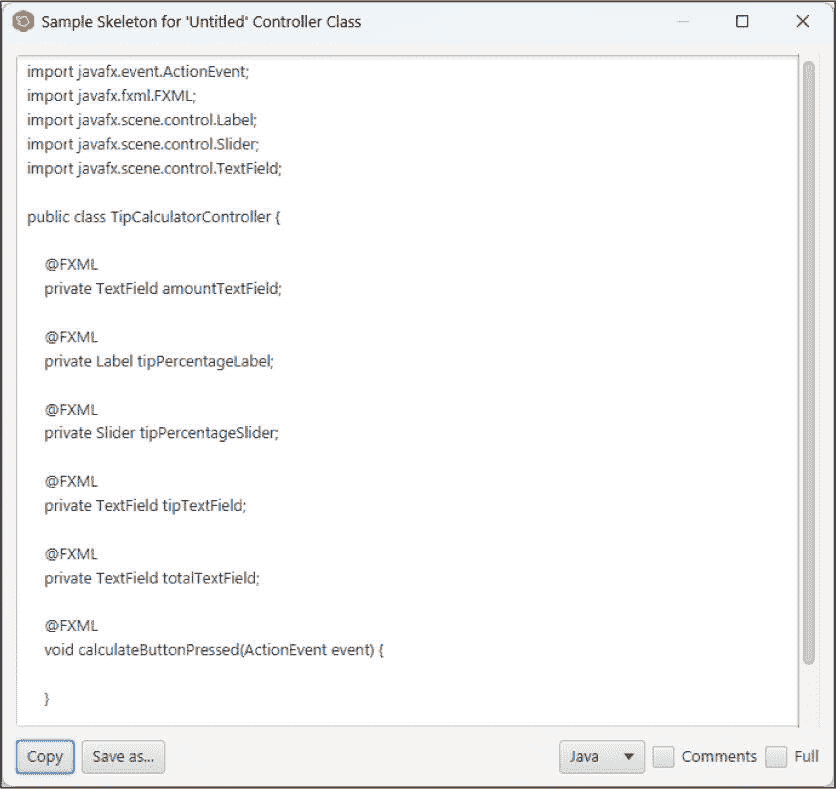 Sample Skeleton for 'Untitled' Controller Class
import javafx.event.ActionEvent;
import javafx.fxml.FXML;
import javafx.scene.control.Label;
import javafx.scene.control.Slider;
import javafx.scene.control.TextField;
public class TipCalculatorController {
@FXML
private TextField amountTextField;
@FXML
private Label tipPercentageLabel;
@FXML
private Slider tipPercentageSlider;
@FXML
private TextField tipTextField;
@FXML
private TextField totalTextField;
@FXML
void calculateButtonPressed(ActionEvent event) {
}
Copy Save as... Java Comments Full